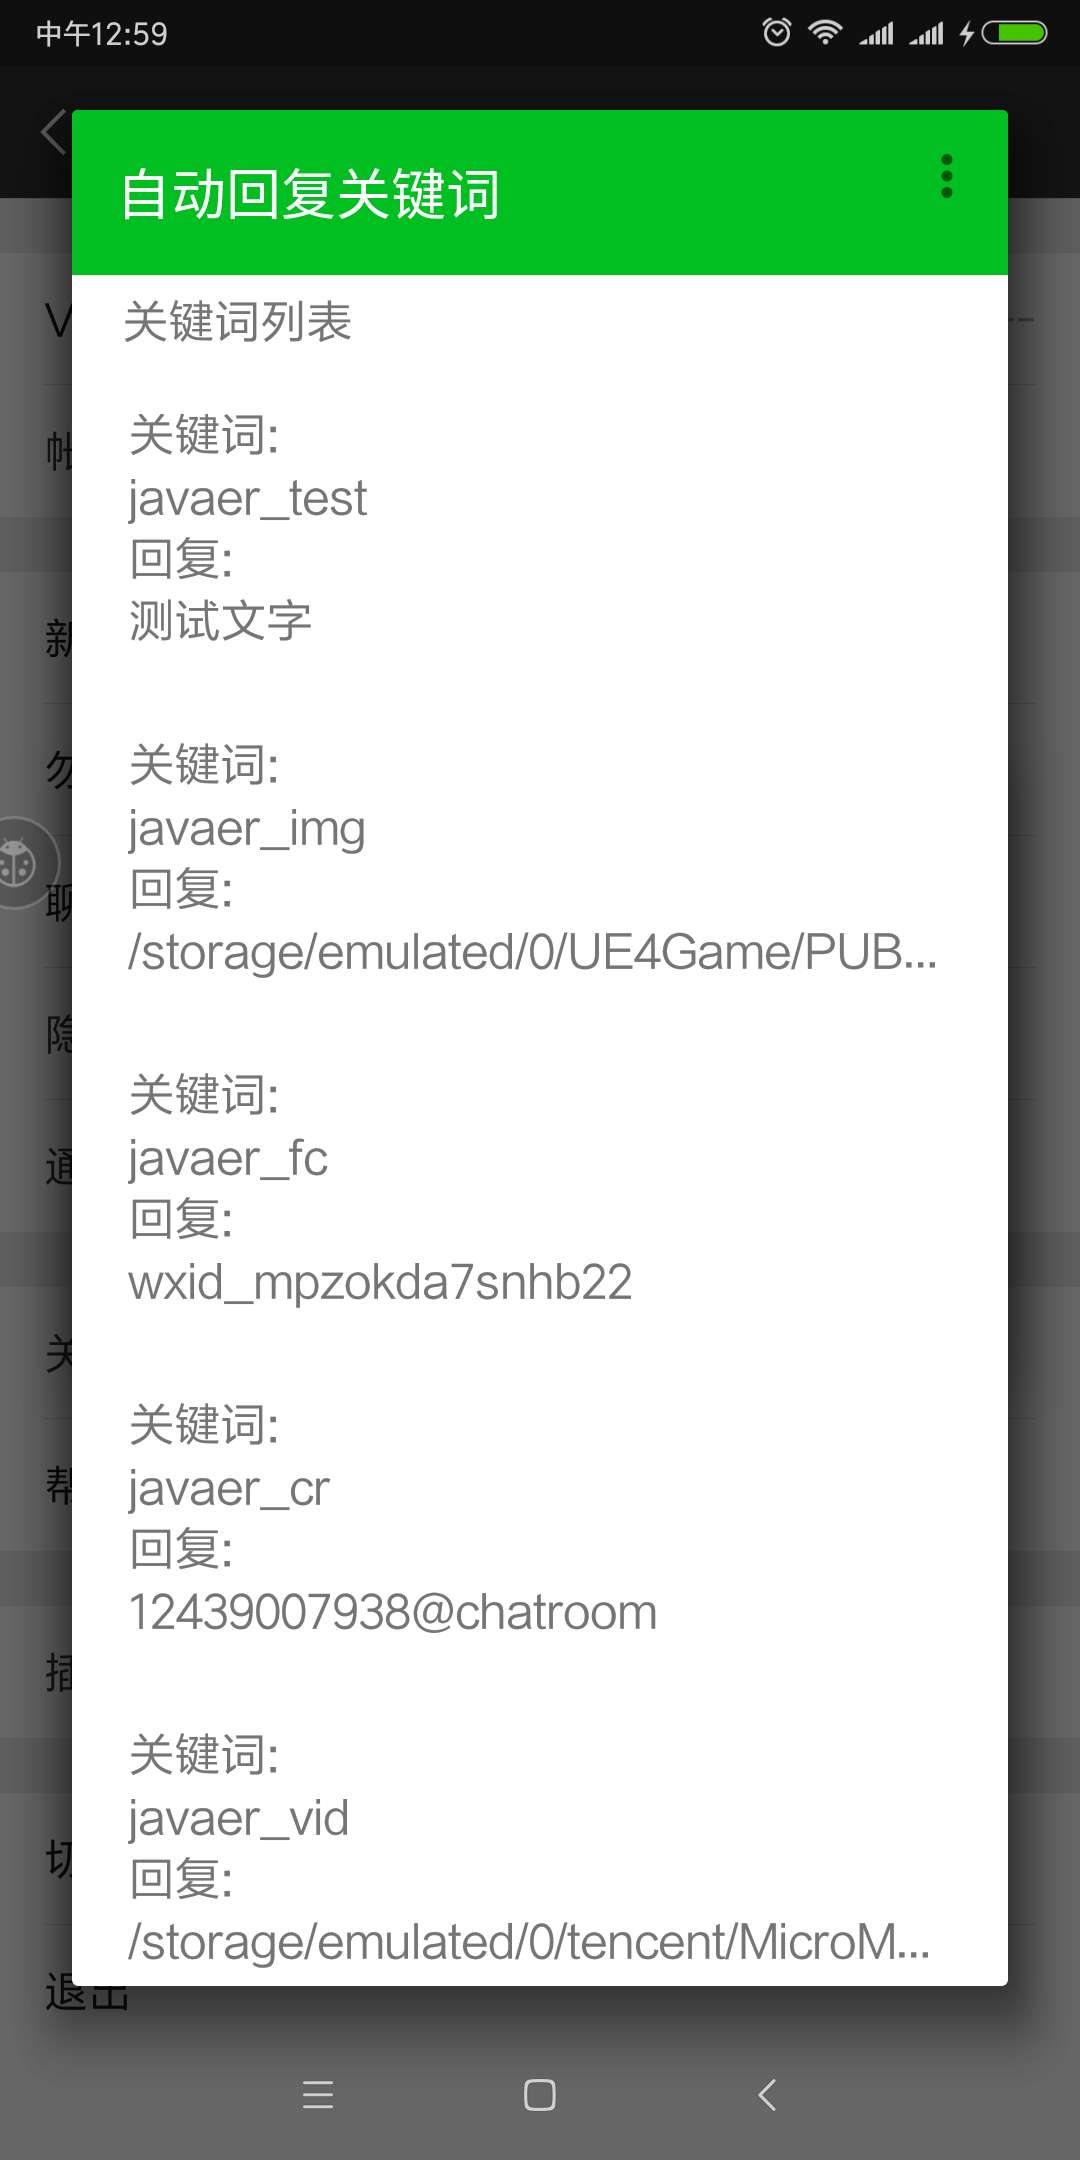 中午12:59
自动回复关键词
关键词列表
关键词:
javaer_test
回复:
测试文字
关键词:
javaer_img
回复:
/storage/emulated/0/UE4Game/PUB...
关键词:
javaer_fc
回复:
wxid_mpzokda7snhb22
关键词:
javaer_cr
回复:
12439007938@chatroom
关键词:
javaer_vid
回复:
/storage/emulated/0/tencent/MicroM...
退出